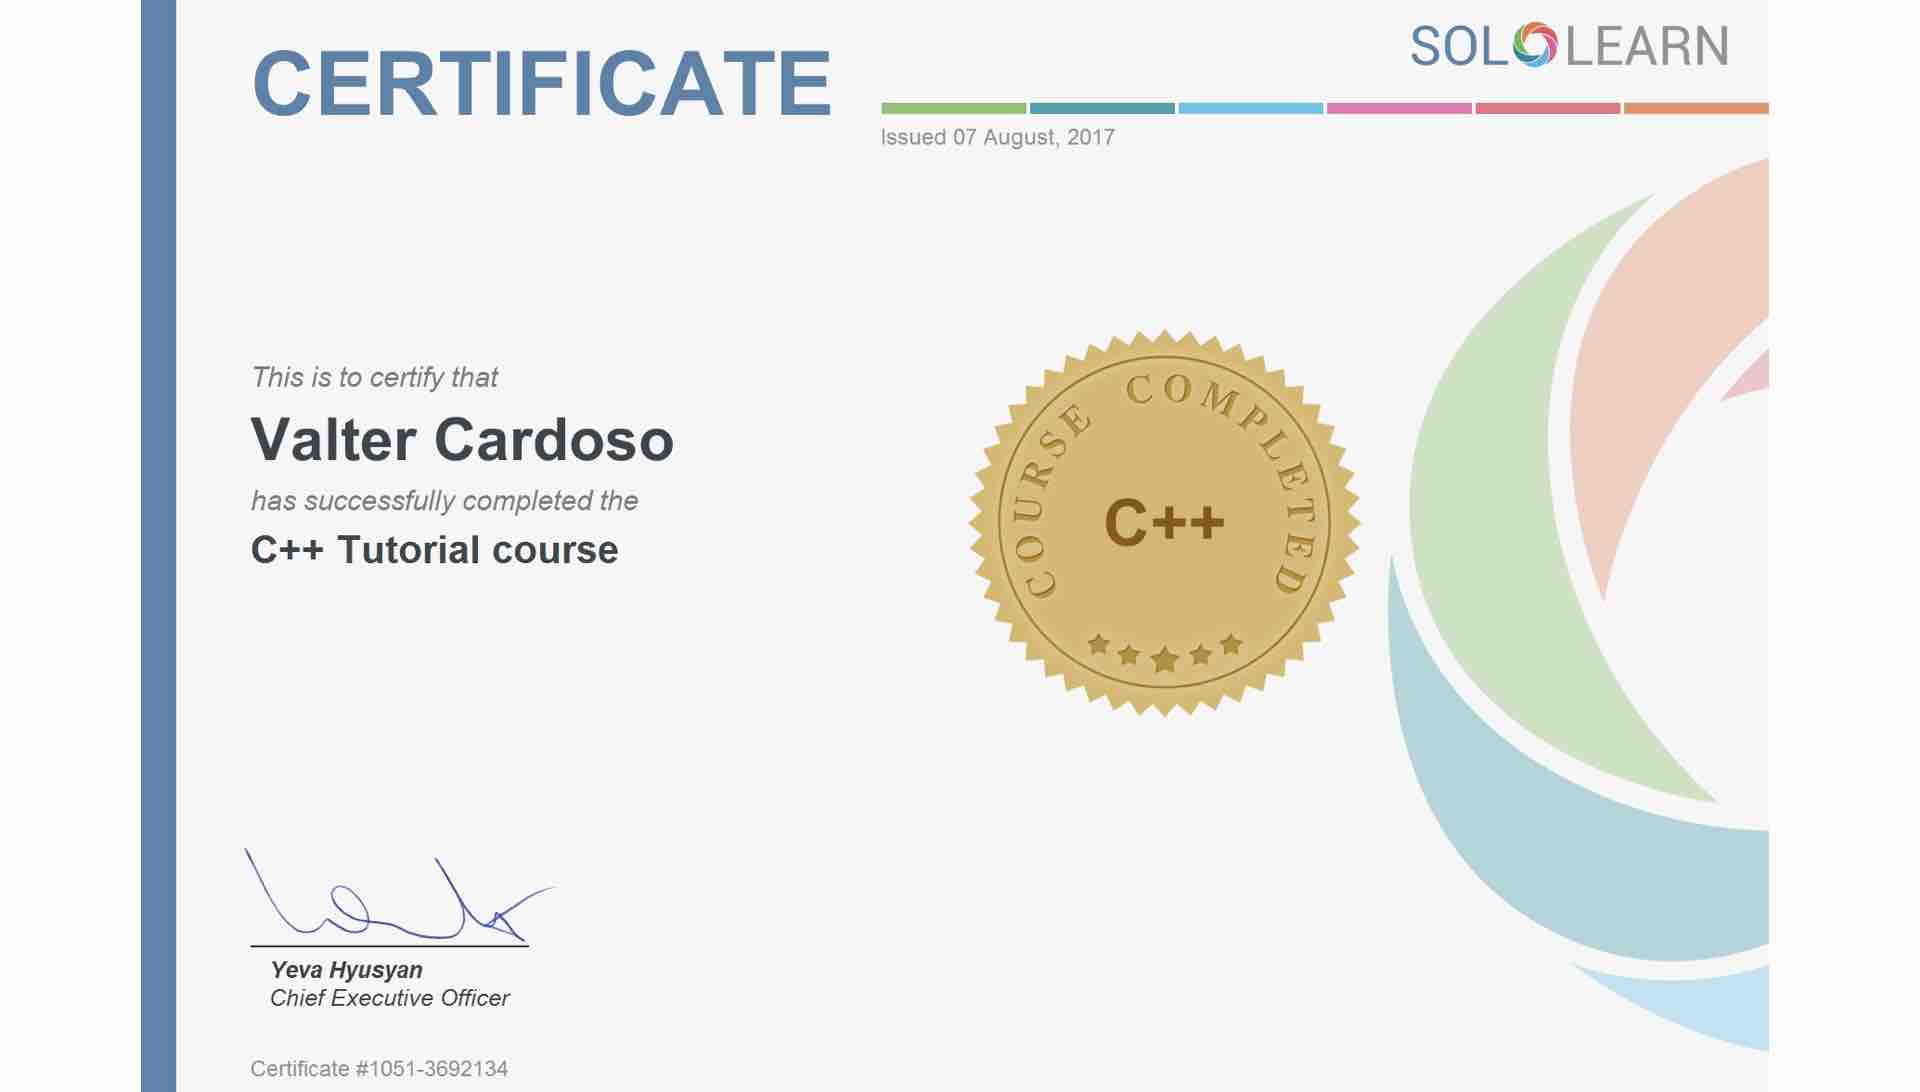 CERTIFICATE
SOLOLEARN
Issued 07 August, 2017
This is to certify that
Valter Cardoso
has successfully completed the
C++ Tutorial course
COURSE COMPLETED
C++
Yeva Hyusyan
Chief Executive Officer
Certificate #1051-3692134